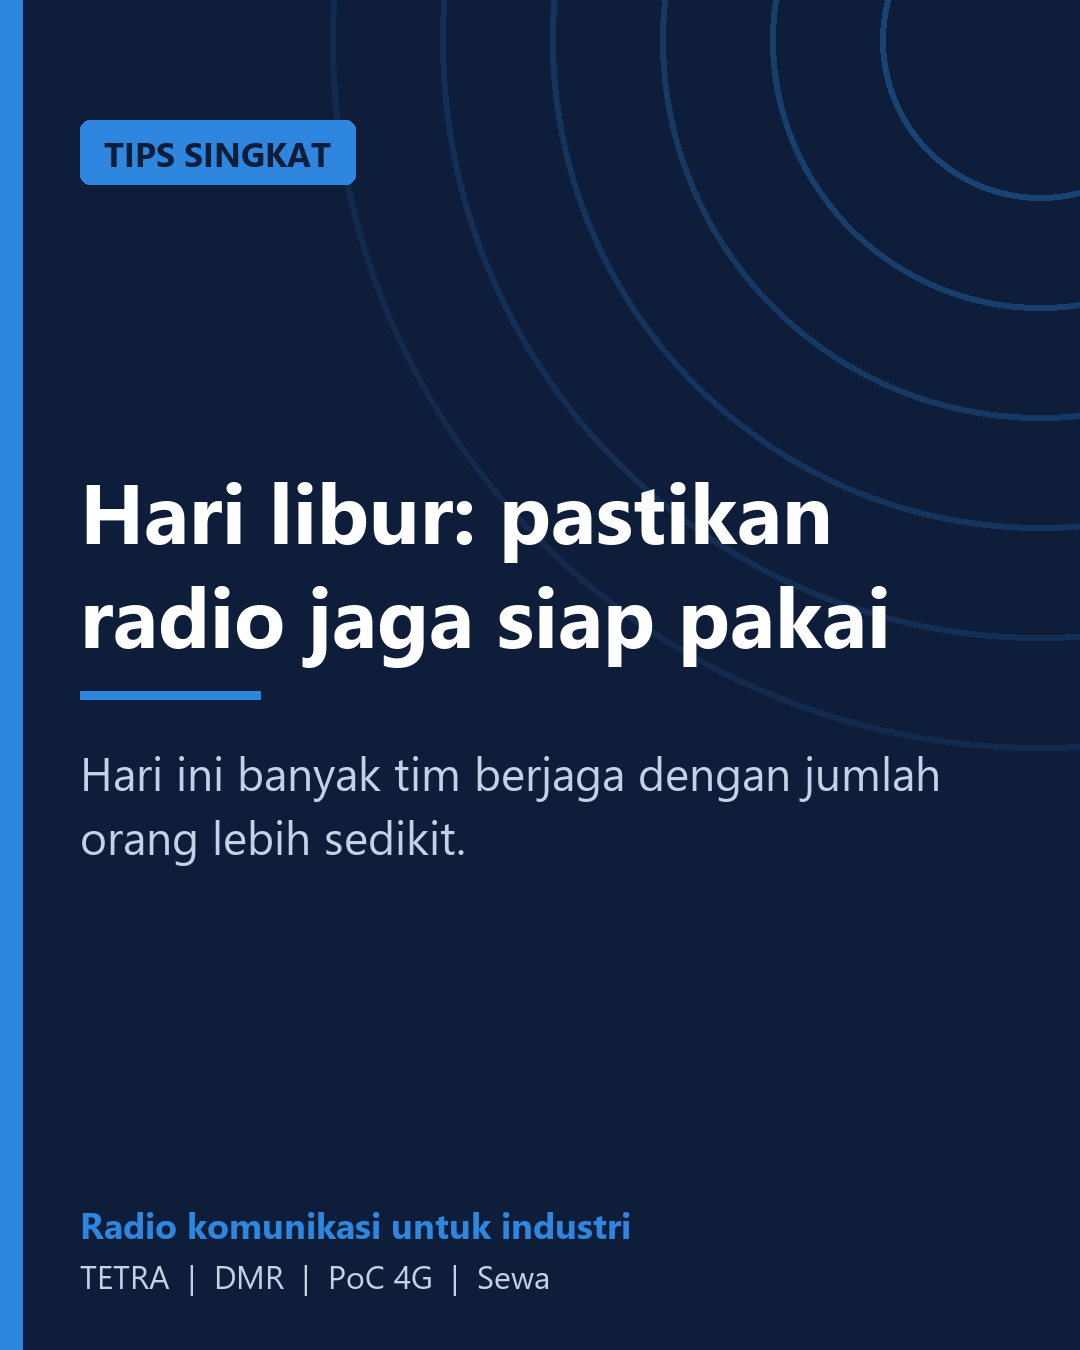 TIPS SINGKAT
Hari libur: pastikan
radio jaga siap pakai
Hari ini banyak tim berjaga dengan jumlah
orang lebih sedikit.
Radio komunikasi untuk industri
TETRA | DMR | PoC 4G | Sewa